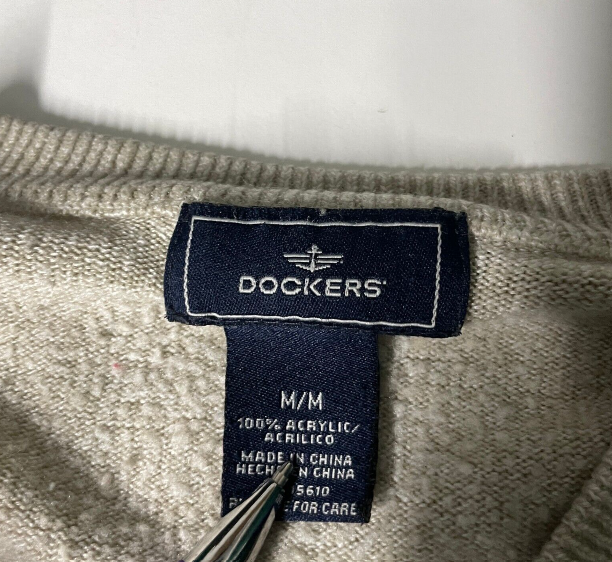 DOCKERS
M/M
100% ACRYLIC/
ACRILICO
MADE IN CHINA
HECHO EN CHINA
5610
FOR CARE